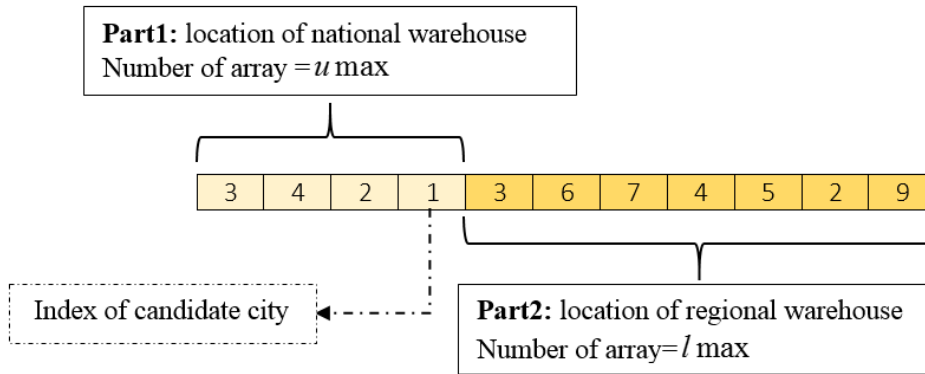 Part1: location of national warehouse
Number of array =u max
3 4 2 1 3 6 7 4 5 2 9
Index of candidate city
Part2: location of regional warehouse
Number of array=l max